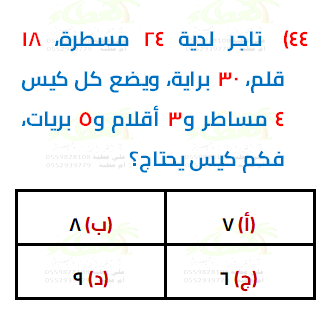 ٤٤) تاجر لدية ٢٤ مسطرة، ١٨
قلم، ٣٠ براية، ويضع كل كيس
٤ مساطر و٣ أقلام و٥ بريات،
فكم كيس يحتاج؟
(أ) ٧
(ب) ٨
(ج) ٦
(د) ٩